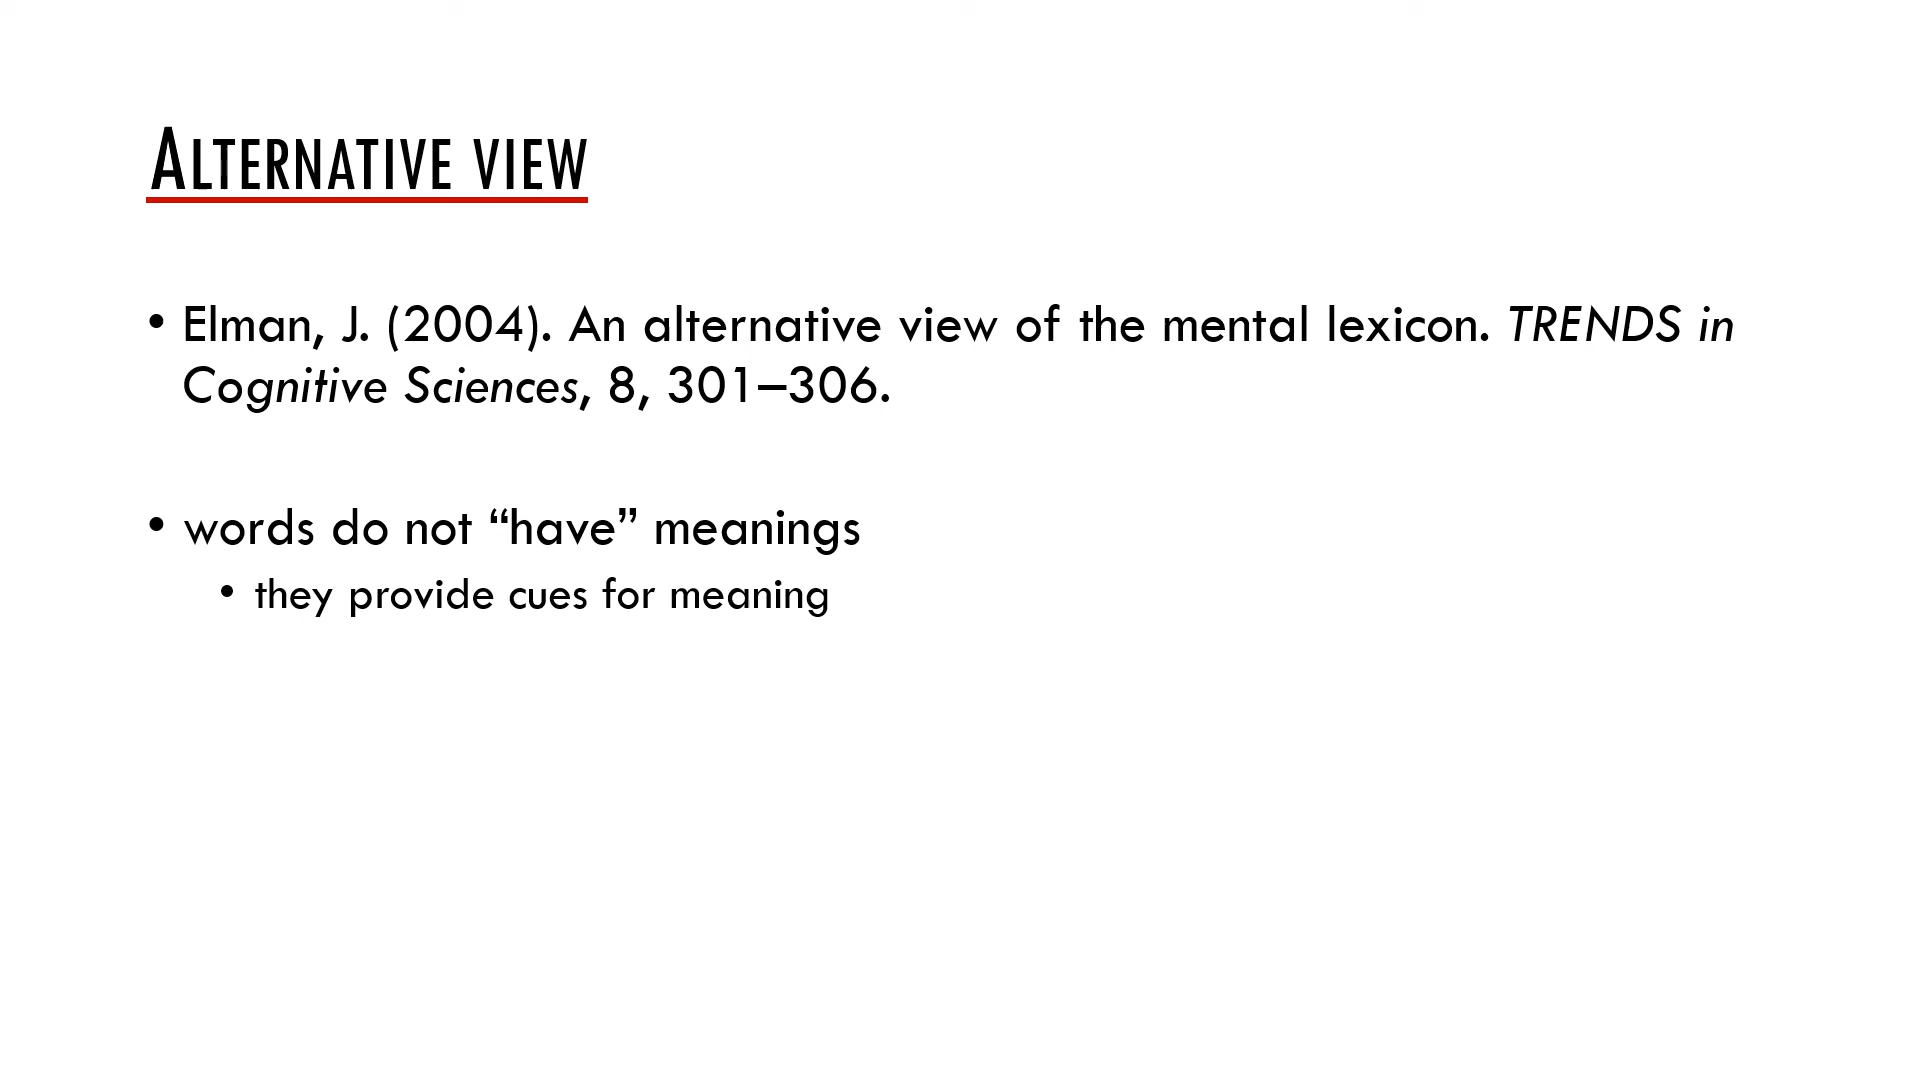 ALTERNATIVE VIEW
• Elman, J. (2004). An alternative view of the mental lexicon. TRENDS in
Cognitive Sciences, 8, 301–306.
• words do not “have” meanings
• they provide cues for meaning